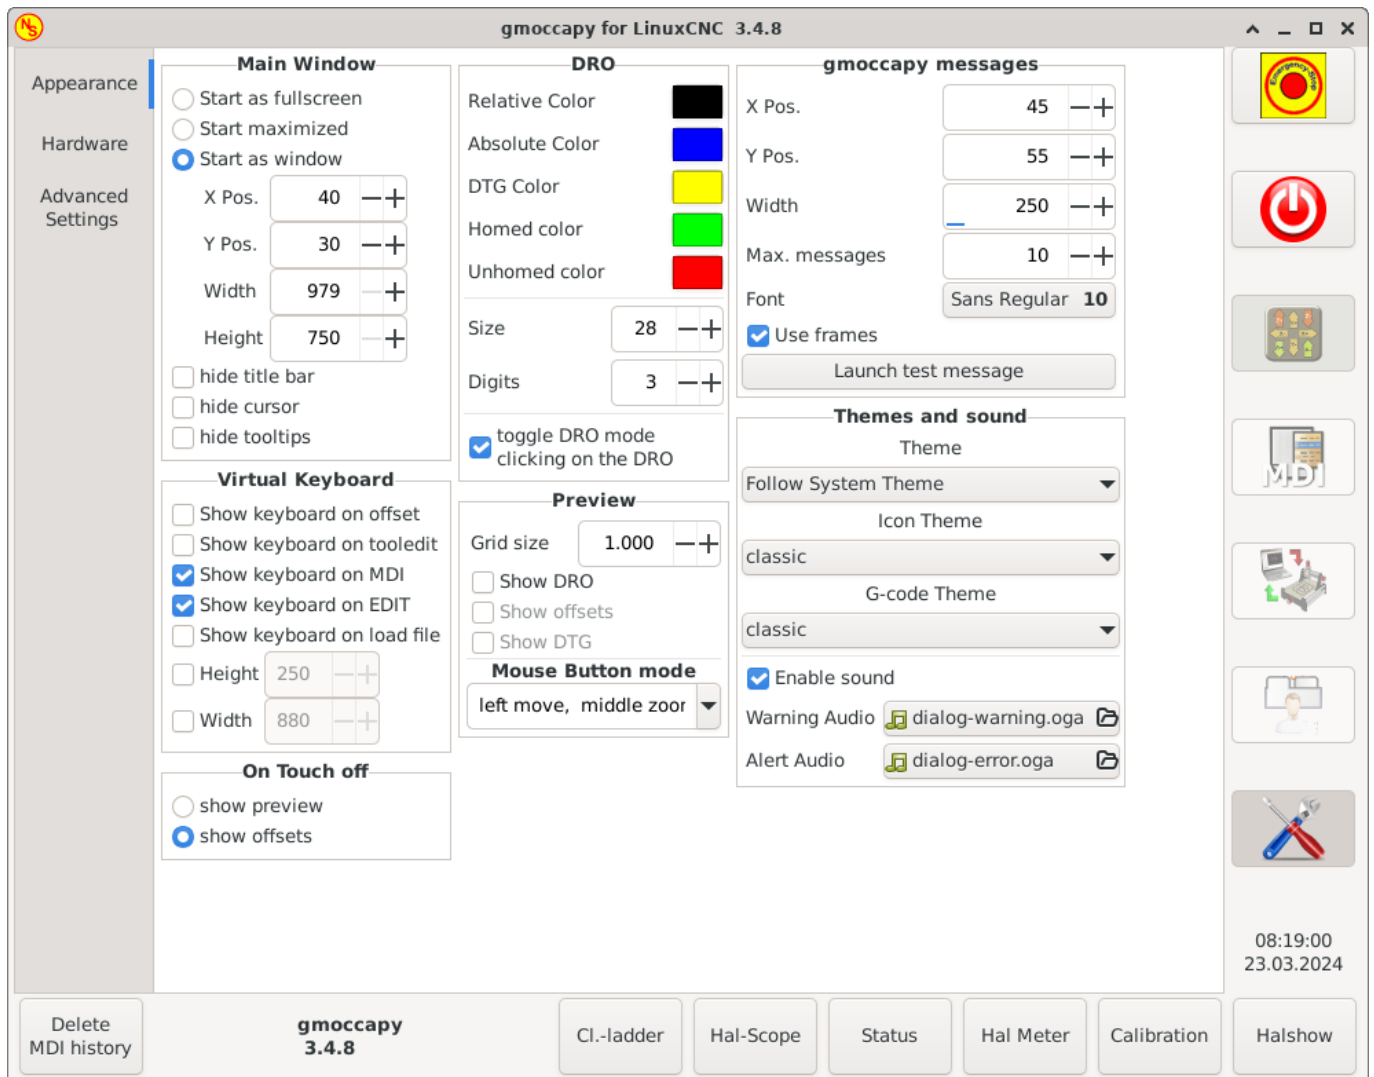 gmoccapy for LinuxCNC 3.4.8
Appearance
Hardware
Advanced
Settings
Main Window
Start as fullscreen
Start maximized
Start as window
X Pos. 40
Y Pos. 30
Width 979
Height 750
hide title bar
hide cursor
hide tooltips
Virtual Keyboard
Show keyboard on offset
Show keyboard on tooledit
Show keyboard on MDI
Show keyboard on EDIT
Show keyboard on load file
Height 250
Width 880
On Touch off
show preview
show offsets
DRO
Relative Color
Absolute Color
DTG Color
Homed color
Unhomed color
Size 28
Digits 3
toggle DRO mode
clicking on the DRO
Preview
Grid size 1.000
Show DRO
Show offsets
Show DTG
Mouse Button mode
left move, middle zoor
gmoccapy messages
X Pos. 45
Y Pos. 55
Width 250
Max. messages 10
Font Sans Regular 10
Use frames
Launch test message
Themes and sound
Theme
Follow System Theme
Icon Theme
classic
G-code Theme
classic
Enable sound
Warning Audio dialog-warning.oga
Alert Audio dialog-error.oga
Emergency-Stop
MDI
08:19:00
23.03.2024
Delete
MDI history
gmoccapy
3.4.8
Cl.-ladder
Hal-Scope
Status
Hal Meter
Calibration
Halshow